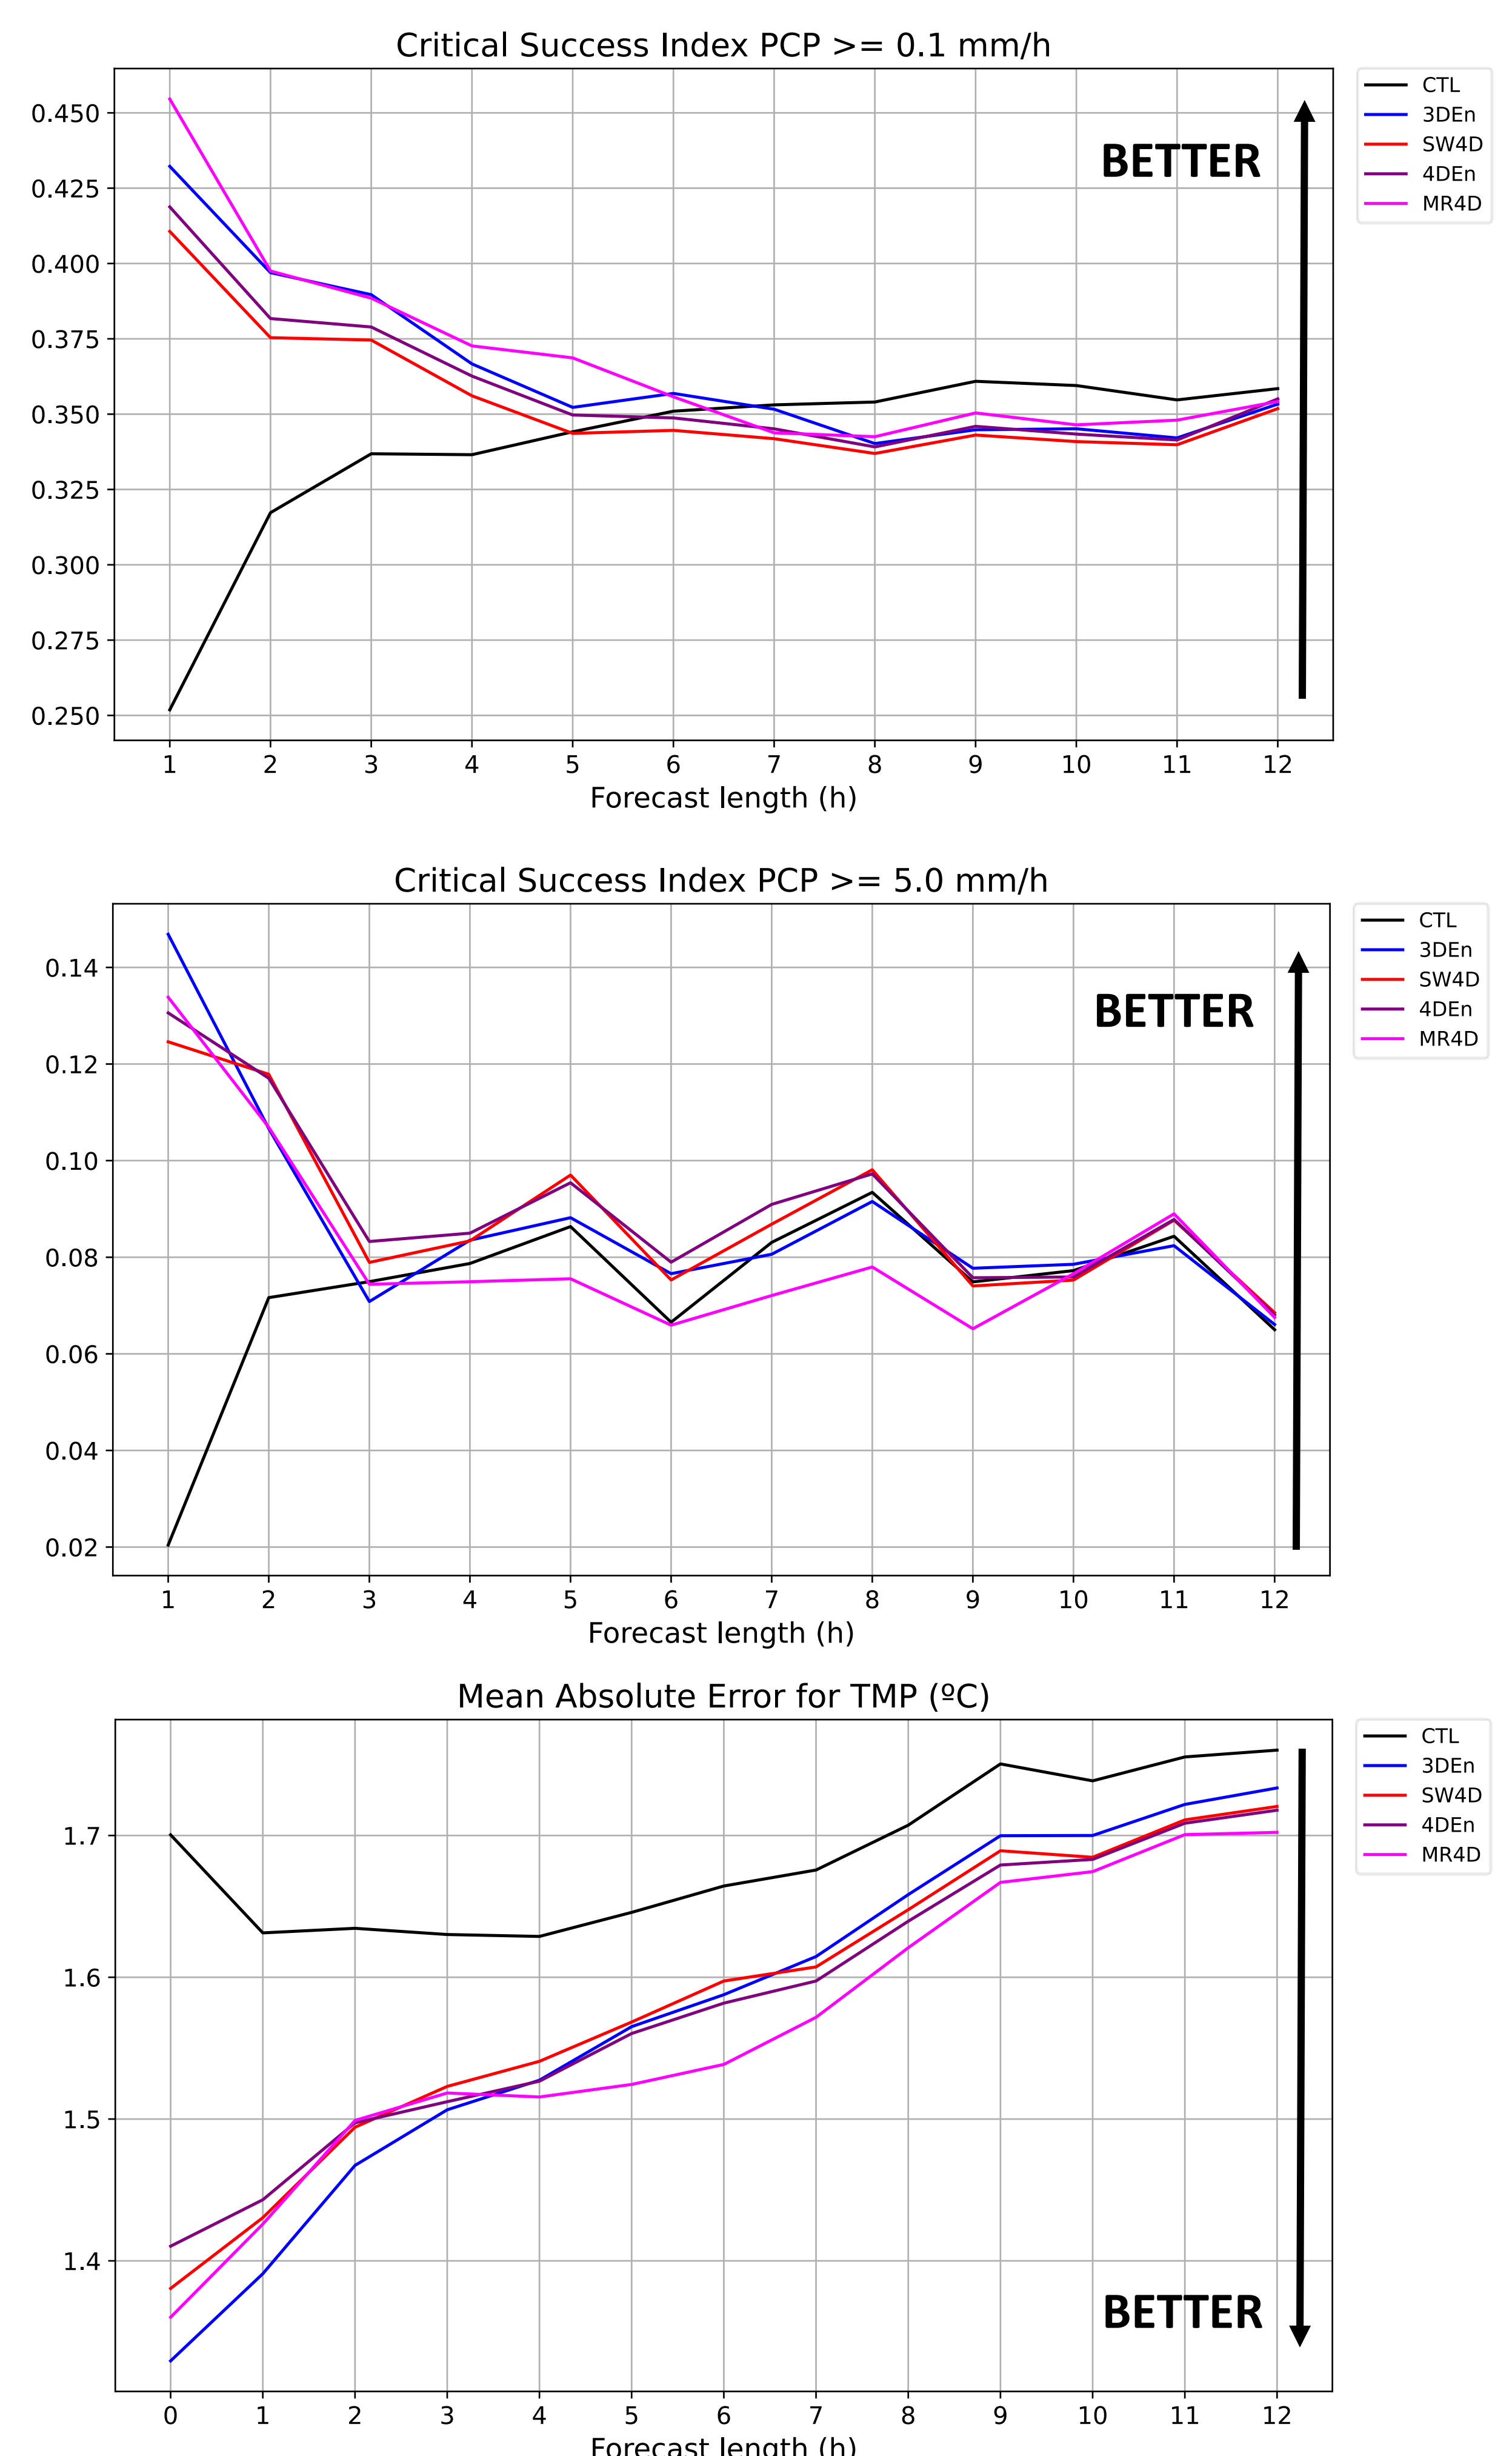 Critical Success Index PCP >= 0.1 mm/h
CTL
3DEn
SW4D
4DEn
MR4D
BETTER
0.450
0.425
0.400
0.375
0.350
0.325
0.300
0.275
0.250
1 2 3 4 5 6 7 8 9 10 11 12
Forecast length (h)
Critical Success Index PCP >= 5.0 mm/h
CTL
3DEn
SW4D
4DEn
MR4D
BETTER
0.14
0.12
0.10
0.08
0.06
0.04
0.02
1 2 3 4 5 6 7 8 9 10 11 12
Forecast length (h)
Mean Absolute Error for TMP (ºC)
CTL
3DEn
SW4D
4DEn
MR4D
1.7
1.6
1.5
1.4
BETTER
0 1 2 3 4 5 6 7 8 9 10 11 12
Forecast length (h)